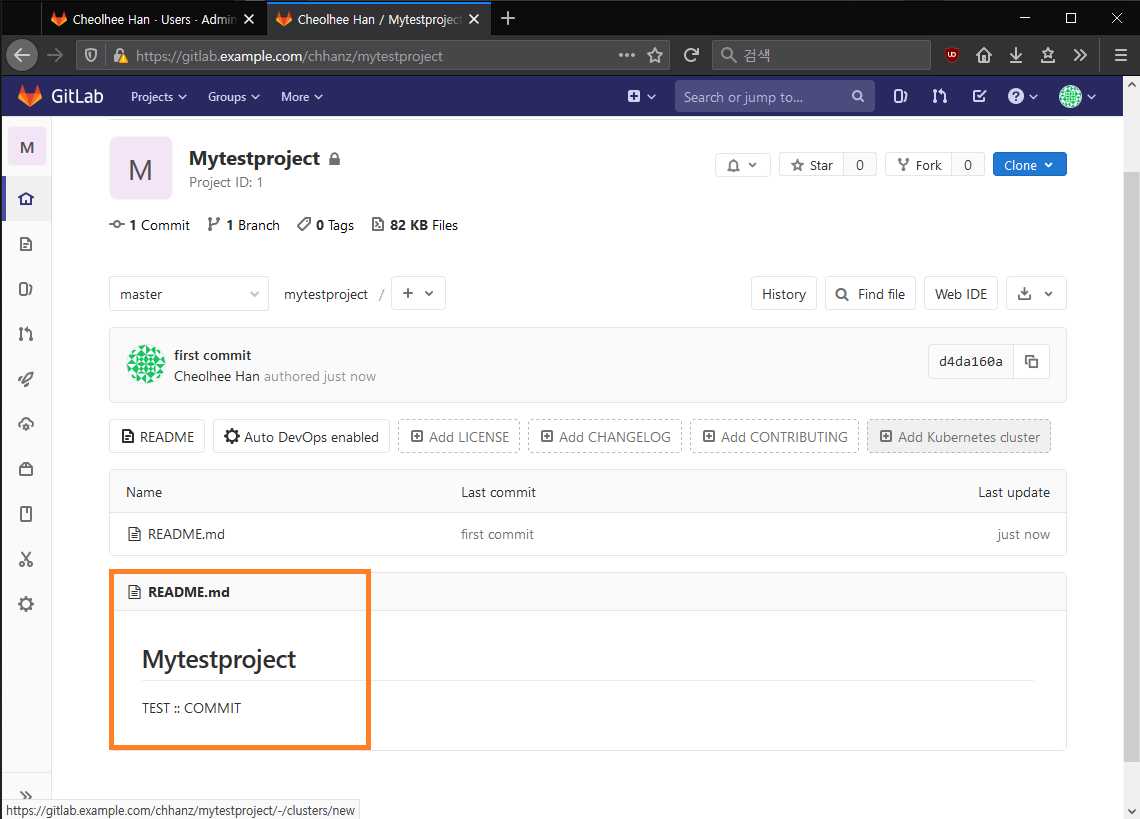 Cheolhee Han · Users · Admin
Cheolhee Han / Mytestproject
https://gitlab.example.com/chhanz/mytestproject
검색
GitLab
Projects
Groups
More
Search or jump to...
M
M
Mytestproject
Project ID: 1
Star
0
Fork
0
Clone
1 Commit
1 Branch
0 Tags
82 KB Files
master
mytestproject /
History
Find file
Web IDE
first commit
Cheolhee Han authored just now
d4da160a
README
Auto DevOps enabled
Add LICENSE
Add CHANGELOG
Add CONTRIBUTING
Add Kubernetes cluster
Name
Last commit
Last update
README.md
first commit
just now
README.md
Mytestproject
TEST :: COMMIT
https://gitlab.example.com/chhanz/mytestproject/-/clusters/new